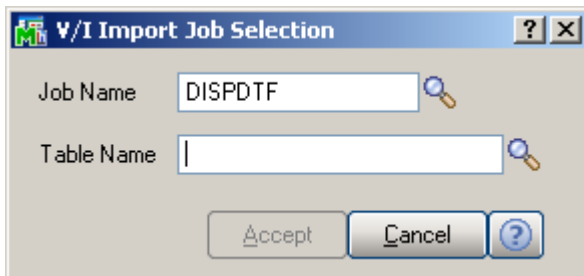 V/I Import Job Selection
Job Name DISPDTF
Table Name
Accept Cancel